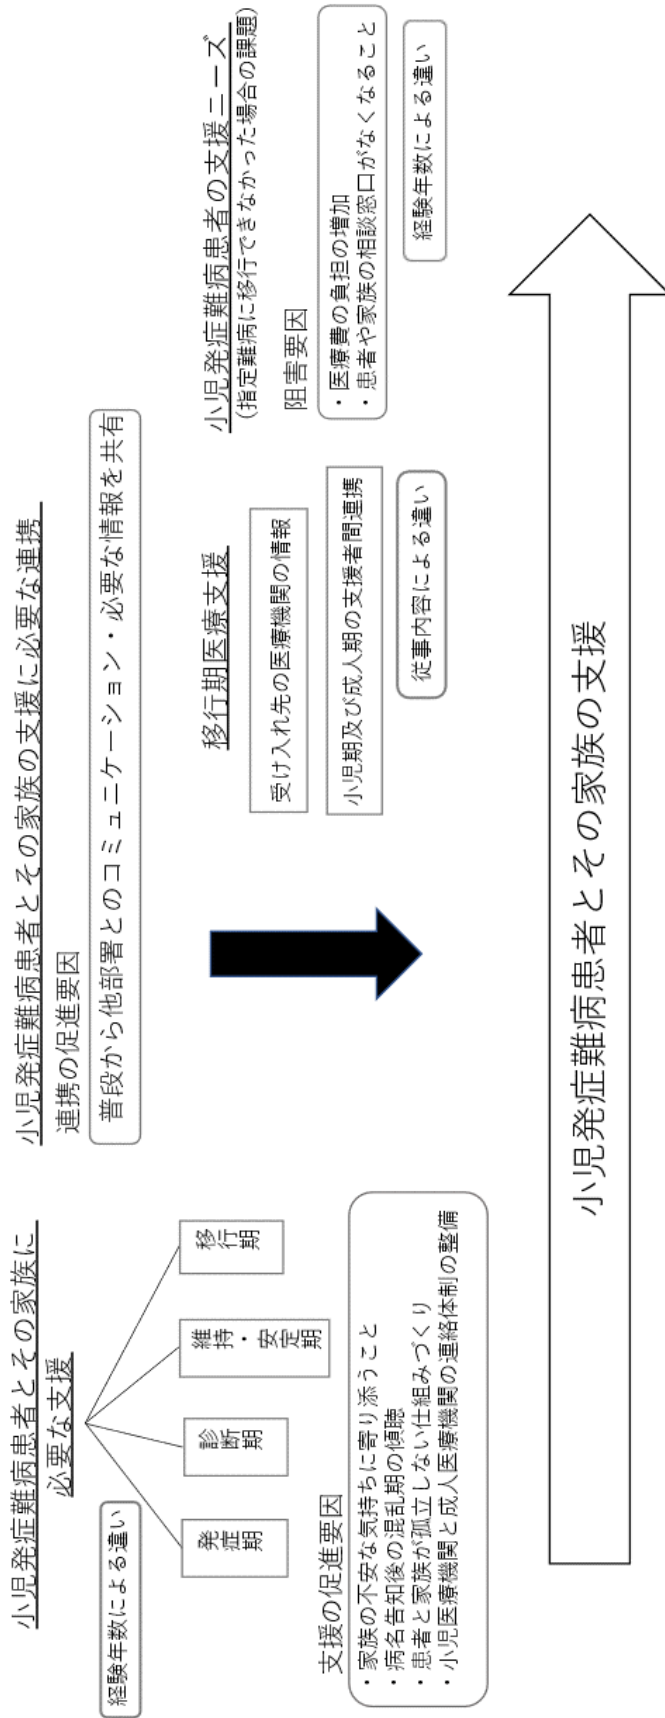 小児発症難病患者とその家族に
必要な支援
経験年数による違い
発症期
診断期
維持・安定期
移行期
支援の促進要因
・家族の不安な気持ちに寄り添うこと
・病名告知後の混乱期の傾聴
・患者と家族が孤立しない仕組みづくり
・小児医療機関と成人医療機関の連絡体制の整備
小児発症難病患者とその家族の支援に必要な連携
連携の促進要因
普段から他部署とのコミュニケーション・必要な情報を共有
移行期医療支援
受け入れ先の医療機関の情報
小児期及び成人期の支援者間連携
従事内容による違い
小児発症難病患者の支援ニーズ
(指定難病に移行できなかった場合の課題)
阻害要因
・医療費の負担の増加
・患者や家族の相談窓口がなくなること
経験年数による違い
小児発症難病患者とその家族の支援